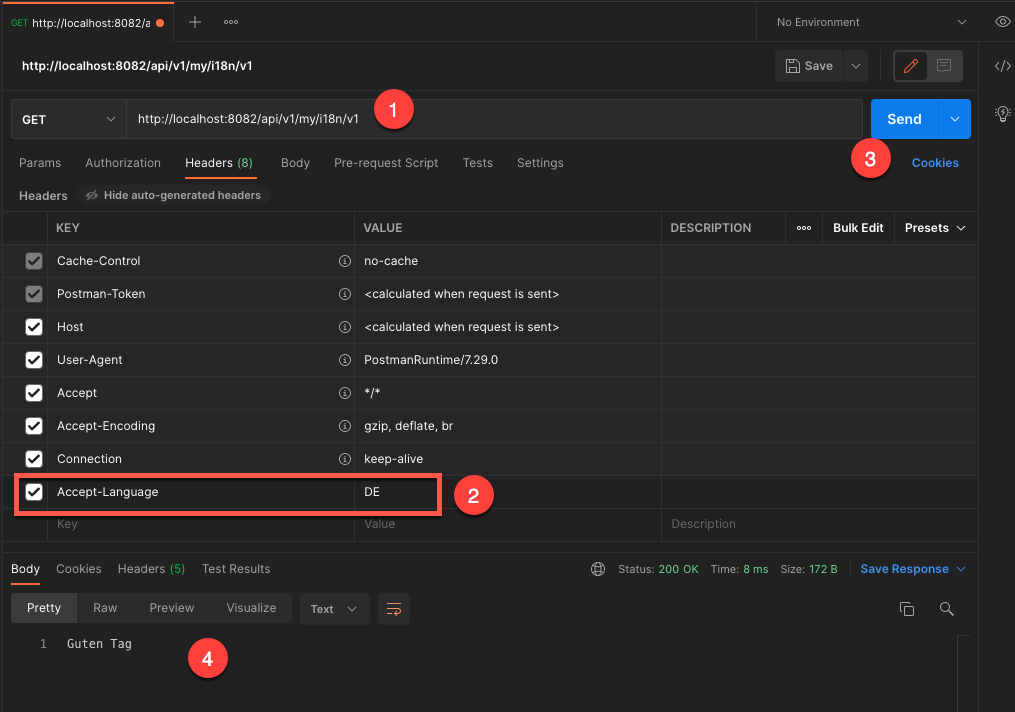 GET http://localhost:8082/a
No Environment
http://localhost:8082/api/v1/my/i18n/v1
Save
GET http://localhost:8082/api/v1/my/i18n/v1 1
Send
3
Params Authorization Headers (8) Body Pre-request Script Tests Settings Cookies
Headers Hide auto-generated headers
KEY VALUE DESCRIPTION Bulk Edit Presets
Cache-Control no-cache
Postman-Token <calculated when request is sent>
Host <calculated when request is sent>
User-Agent PostmanRuntime/7.29.0
Accept */*
Accept-Encoding gzip, deflate, br
Connection keep-alive
Accept-Language DE 2
Key Value Description
Body Cookies Headers (5) Test Results Status: 200 OK Time: 8 ms Size: 172 B Save Response
Pretty Raw Preview Visualize Text
1 Guten Tag
4